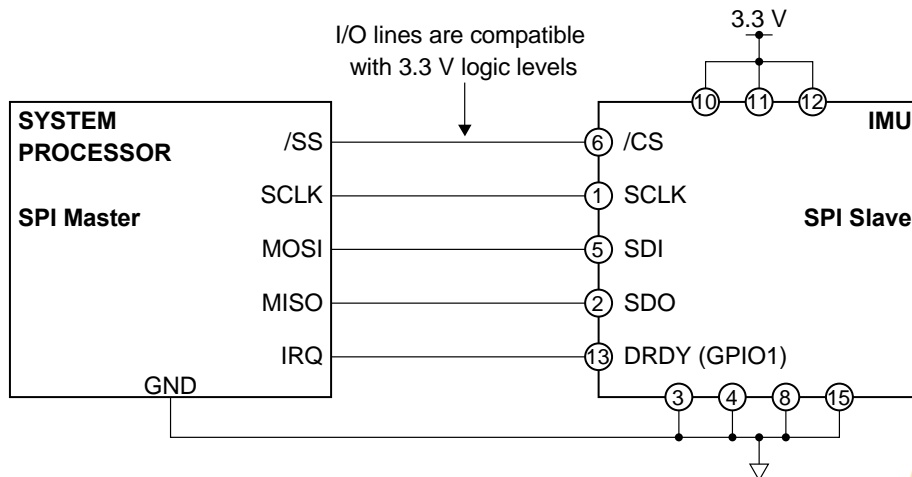 3.3 V
I/O lines are compatible
with 3.3 V logic levels
10
11
12
SYSTEM
PROCESSOR
IMU
/SS
6
/CS
SCLK
1
SCLK
SPI Master
SPI Slave
MOSI
5
SDI
MISO
2
SDO
IRQ
13
DRDY (GPIO1)
GND
3
4
8
15